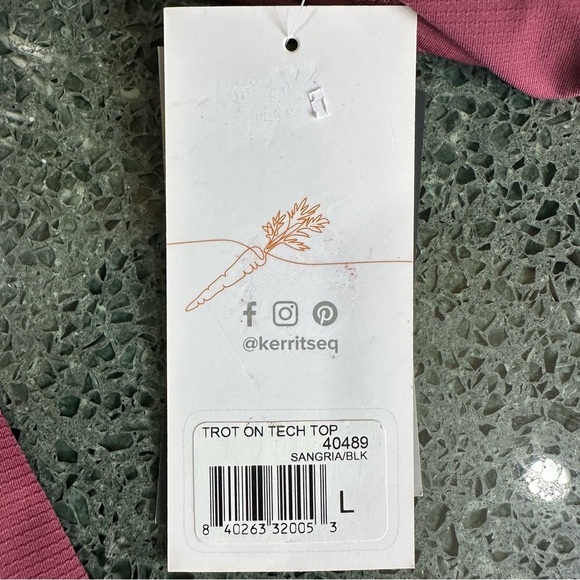 @kerritseq
TROT ON TECH TOP
40489
SANGRIA/BLK
L
8 40263 32005 3